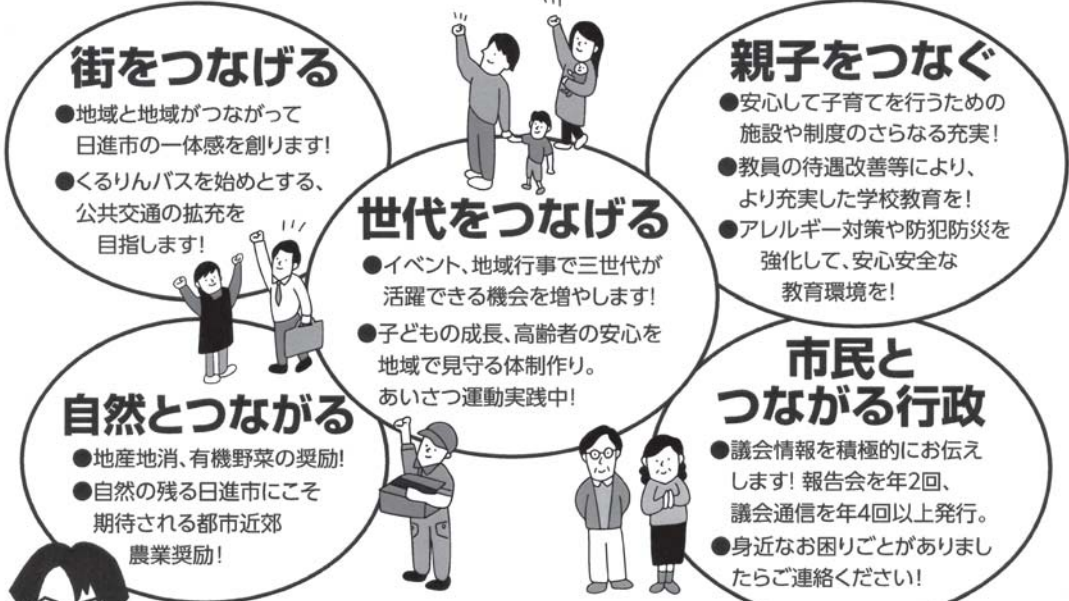 街をつなげる
●地域と地域がつながって
日進市の一体感を創ります!
●くるりんバスを始めとする、
公共交通の拡充を
目指します!
親子をつなぐ
●安心して子育てを行うための
施設や制度のさらなる充実!
●教員の待遇改善等により、
より充実した学校教育を!
●アレルギー対策や防犯防災を
強化して、安心安全な
教育環境を!
世代をつなげる
●イベント、地域行事で三世代が
活躍できる機会を増やします!
●子どもの成長、高齢者の安心を
地域で見守る体制作り。
あいさつ運動実践中!
自然とつながる
●地産地消、有機野菜の奨励!
●自然の残る日進市にこそ
期待される都市近郊
農業奨励!
市民と
つながる行政
●議会情報を積極的にお伝え
します! 報告会を年2回、
議会通信を年4回以上発行。
●身近なお困りごとがありまし
たらご連絡ください!